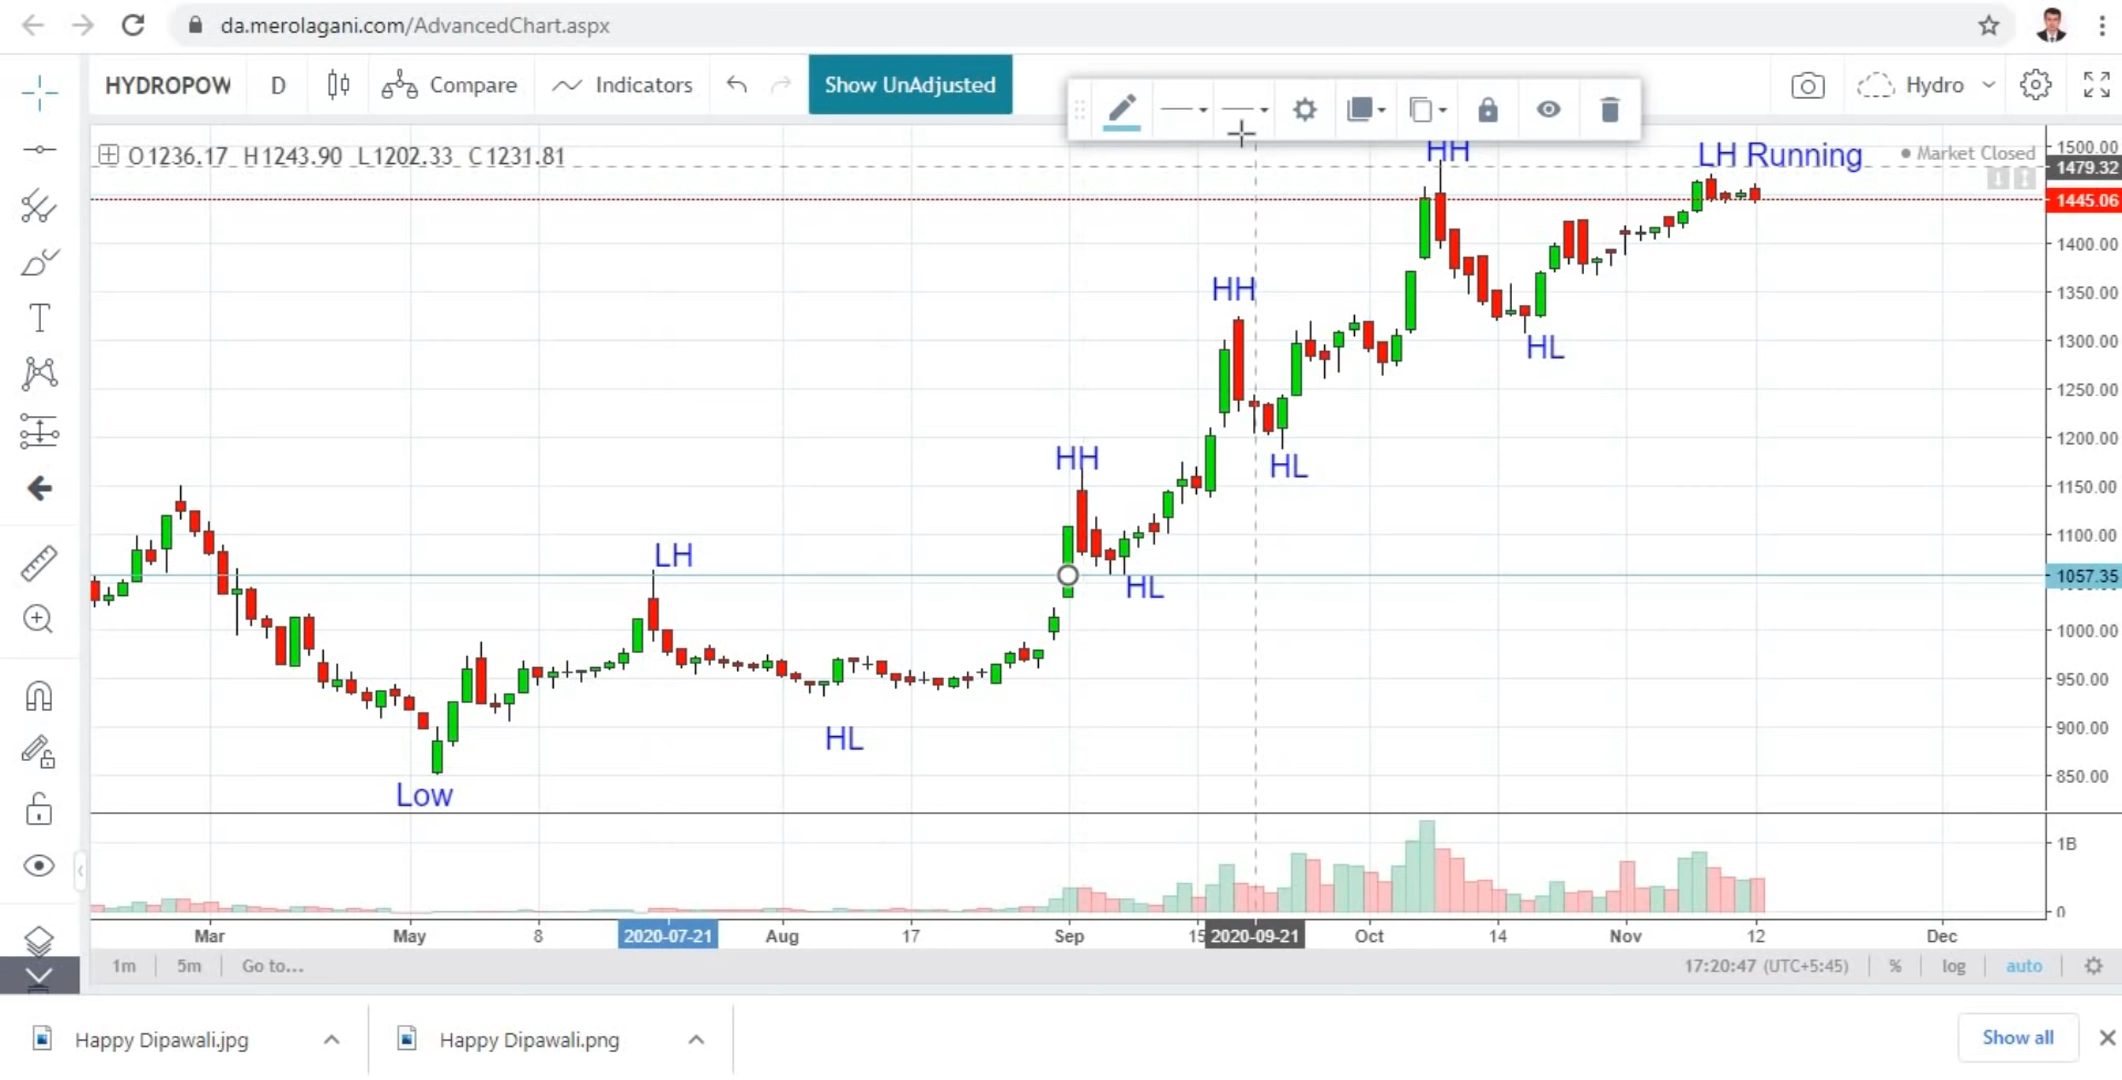 da.merolagani.com/AdvancedChart.aspx
HYDROPOW D Compare Indicators Show UnAdjusted Hydro
O1236.17 H1243.90 L1202.33 C1231.81
HH
LH Running
Market Closed
1500.00
1479.32
1445.06
1400.00
1350.00
1300.00
1250.00
1200.00
1150.00
1100.00
1057.35
1000.00
950.00
900.00
850.00
HH
HL
HH
HL
LH
HL
HL
Low
1B
0
Mar May 8 2020-07-21 Aug 17 Sep 15 2020-09-21 Oct 14 Nov 12 Dec
1m 5m Go to... 17:20:47 (UTC+5:45) % log auto
Happy Dipawali.jpg Happy Dipawali.png Show all